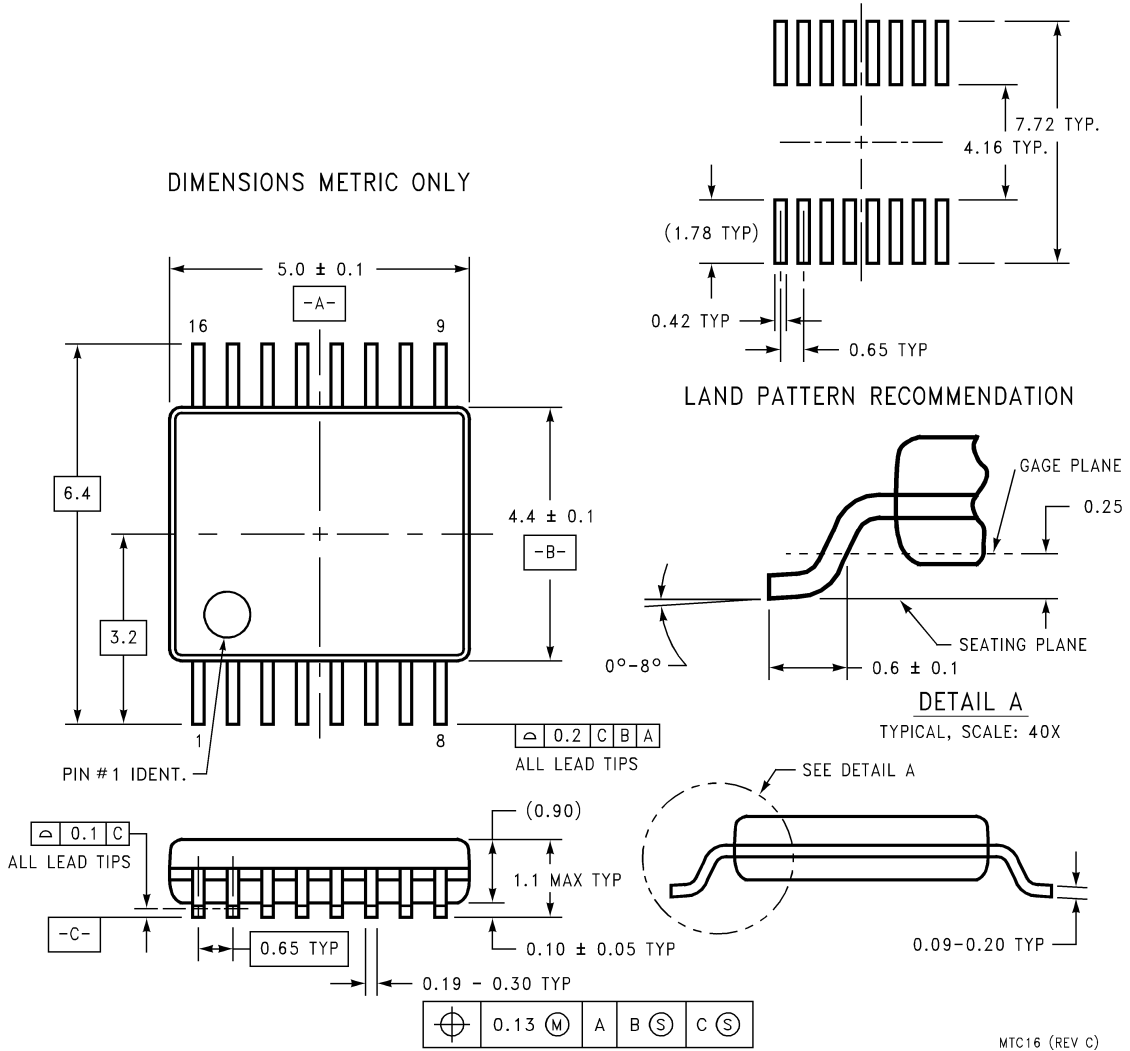 7.72 TYP.
4.16 TYP.
(1.78 TYP)
0.42 TYP
0.65 TYP
LAND PATTERN RECOMMENDATION
DIMENSIONS METRIC ONLY
5.0 ± 0.1
-A-
16
9
6.4
4.4 ± 0.1
-B-
3.2
1
8
PIN #1 IDENT.
⌓ 0.2 C B A
ALL LEAD TIPS
GAGE PLANE
0.25
SEATING PLANE
0°-8°
0.6 ± 0.1
DETAIL A
TYPICAL, SCALE: 40X
SEE DETAIL A
(0.90)
⌓ 0.1 C
ALL LEAD TIPS
1.1 MAX TYP
-C-
0.65 TYP
0.10 ± 0.05 TYP
0.09-0.20 TYP
0.19 - 0.30 TYP
⌖ 0.13 Ⓜ A B Ⓢ C Ⓢ
MTC16 (REV C)